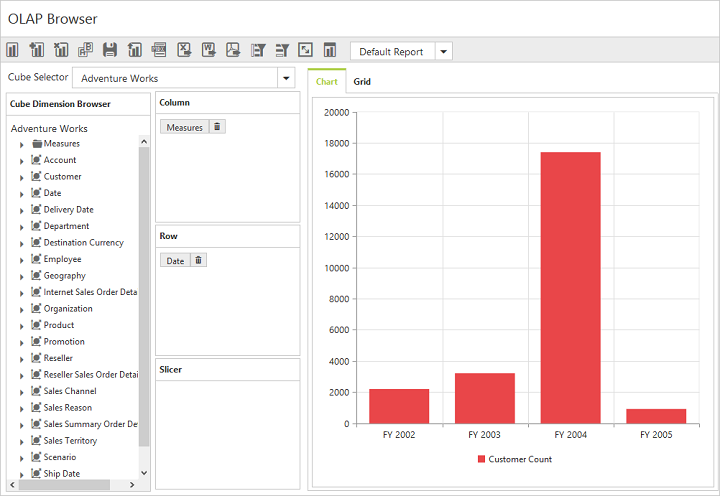 OLAP Browser
Default Report
Cube Selector
Adventure Works
Cube Dimension Browser
Adventure Works
Measures
Account
Customer
Date
Delivery Date
Department
Destination Currency
Employee
Geography
Internet Sales Order Deta
Organization
Product
Promotion
Reseller
Reseller Sales Order Detai
Sales Channel
Sales Reason
Sales Summary Order De
Sales Territory
Scenario
Ship Date
Column
Measures
Row
Date
Slicer
Chart Grid
20000
18000
16000
14000
12000
10000
8000
6000
4000
2000
0
FY 2002 FY 2003 FY 2004 FY 2005
Customer Count